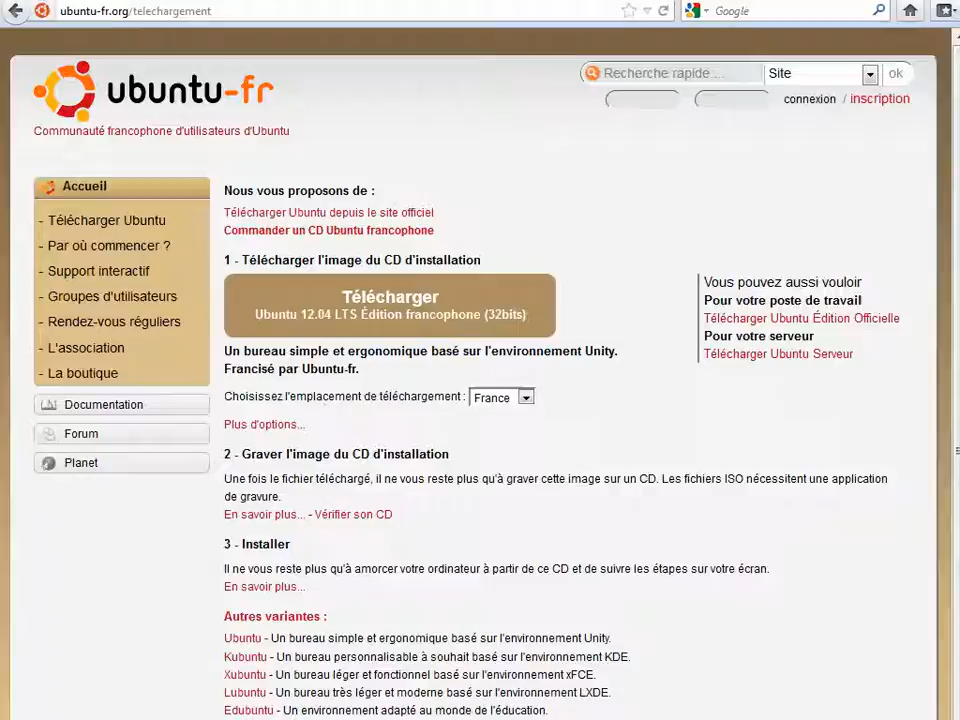 ubuntu-fr.org/telechargement
Google
ubuntu-fr
Communauté francophone d'utilisateurs d'Ubuntu
Recherche rapide ...
Site
ok
connexion / inscription
Accueil
- Télécharger Ubuntu
- Par où commencer ?
- Support interactif
- Groupes d'utilisateurs
- Rendez-vous réguliers
- L'association
- La boutique
Documentation
Forum
Planet
Nous vous proposons de :
Télécharger Ubuntu depuis le site officiel
Commander un CD Ubuntu francophone
1 - Télécharger l'image du CD d'installation
Télécharger
Ubuntu 12.04 LTS Édition francophone (32bits)
Un bureau simple et ergonomique basé sur l'environnement Unity.
Francisé par Ubuntu-fr.
Choisissez l'emplacement de téléchargement : France
Plus d'options...
2 - Graver l'image du CD d'installation
Une fois le fichier téléchargé, il ne vous reste plus qu'à graver cette image sur un CD. Les fichiers ISO nécessitent une application
de gravure.
En savoir plus... - Vérifier son CD
3 - Installer
Il ne vous reste plus qu'à amorcer votre ordinateur à partir de ce CD et de suivre les étapes sur votre écran.
En savoir plus...
Autres variantes :
Ubuntu - Un bureau simple et ergonomique basé sur l'environnement Unity.
Kubuntu - Un bureau personnalisable à souhait basé sur l'environnement KDE.
Xubuntu - Un bureau léger et fonctionnel basé sur l'environnement xFCE.
Lubuntu - Un bureau très léger et moderne basé sur l'environnement LXDE.
Edubuntu - Un environnement adapté au monde de l'éducation.
Vous pouvez aussi vouloir
Pour votre poste de travail
Télécharger Ubuntu Édition Officielle
Pour votre serveur
Télécharger Ubuntu Serveur